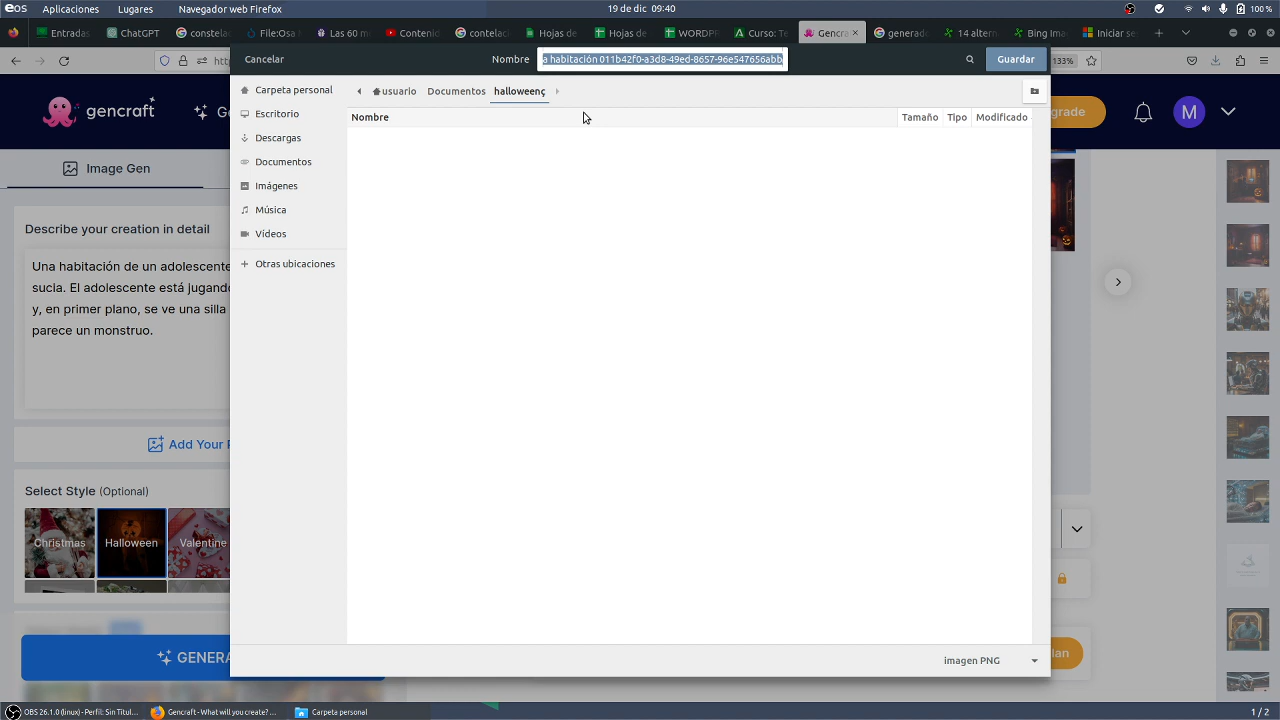 Aplicaciones
Lugares
Navegador web Firefox
19 de dic 09:40
100 %
Entradas
ChatGPT
constela
File:Osa
Las 60 m
Conteni
contelac
Hojas de
Hojas de
WORDP
Curso: Te
Gencra
generad
14 altern
Bing Ima
Iniciar se
133%
Cancelar
Nombre
a habitación 011b42f0-a3d8-49ed-8657-96e547656abb
Guardar
gencraft
Ge
grade
M
Carpeta personal
Escritorio
Descargas
Documentos
Imágenes
Música
Vídeos
Otras ubicaciones
usuario
Documentos
halloweenç
Nombre
Tamaño
Tipo
Modificado
Image Gen
Describe your creation in detail
Una habitación de un adolescente
sucia. El adolescente está jugand
y, en primer plano, se ve una silla
parece un monstruo.
Add Your P
Select Style (Optional)
Christmas
Halloween
Valentine
GENERA
imagen PNG
lan
OBS 26.1.0 (linux) - Perfil: Sin Titul...
Gencraft - What will you create? ...
Carpeta personal
1 / 2